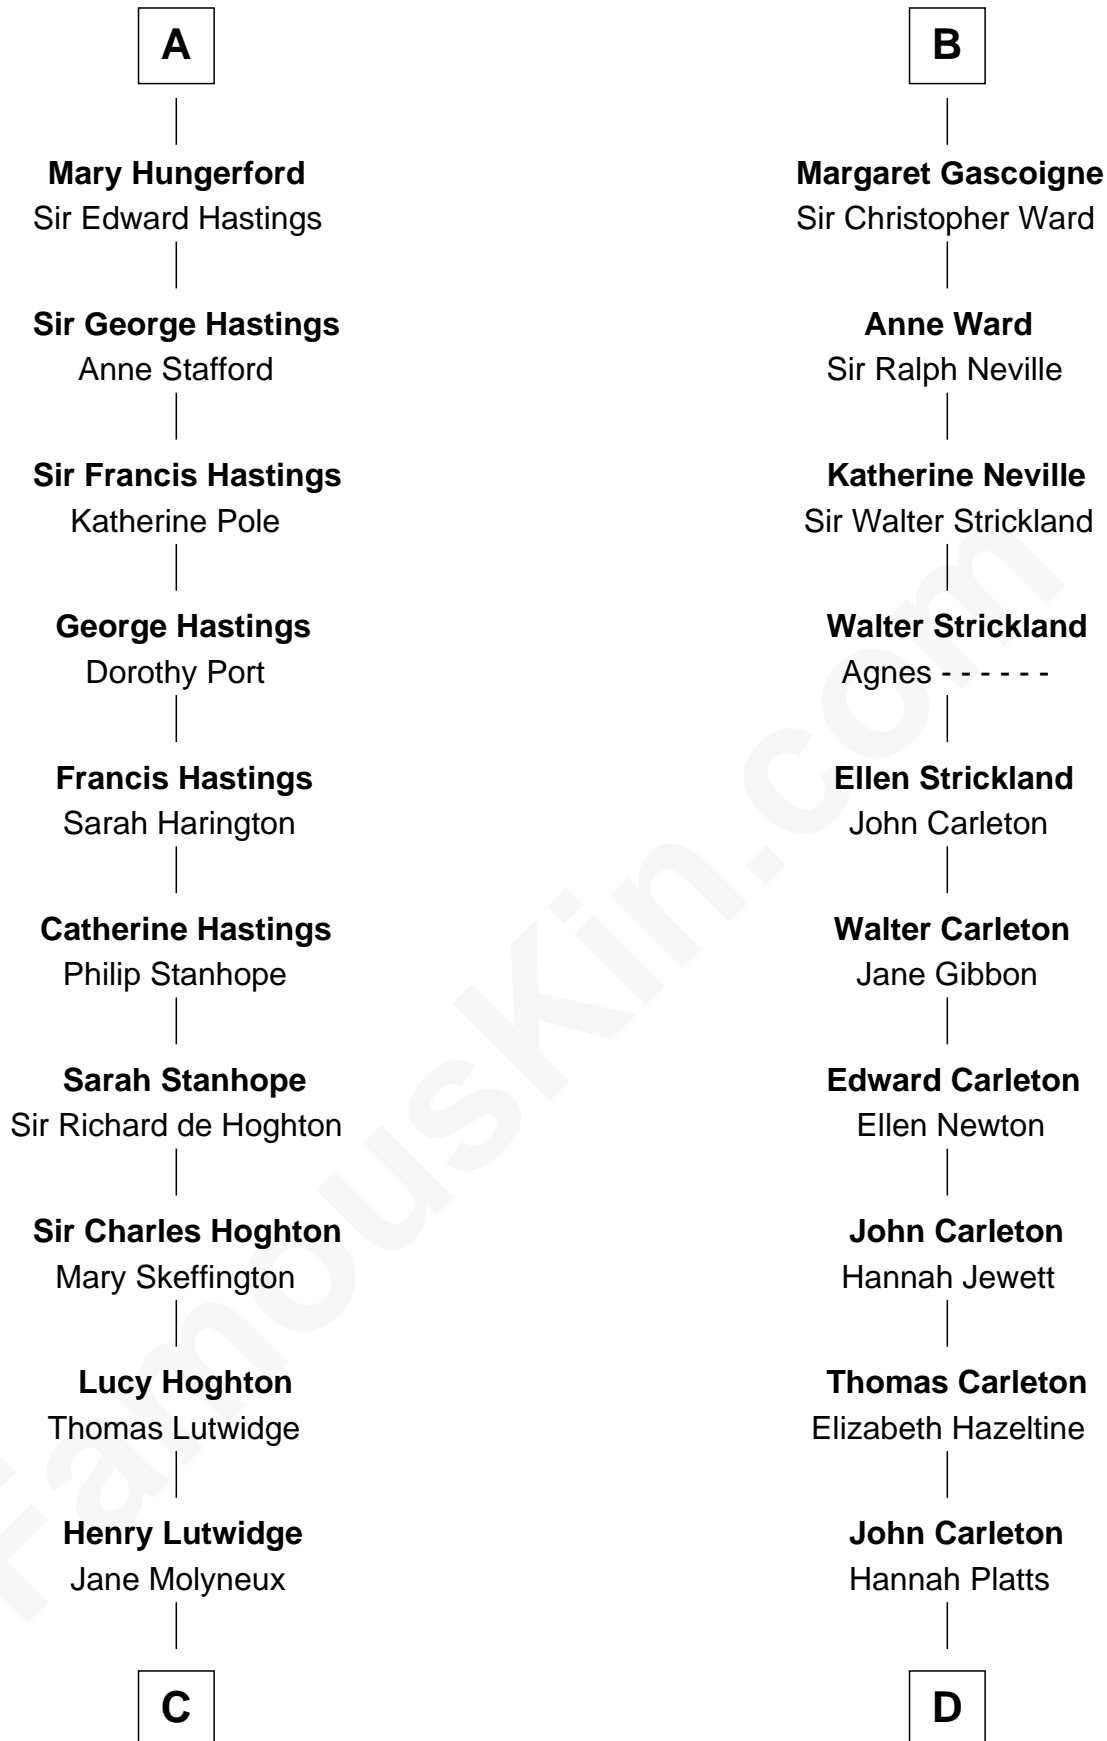 A
Mary Hungerford
Sir Edward Hastings
Sir George Hastings
Anne Stafford
Sir Francis Hastings
Katherine Pole
George Hastings
Dorothy Port
Francis Hastings
Sarah Harington
Catherine Hastings
Philip Stanhope
Sarah Stanhope
Sir Richard de Hoghton
Sir Charles Hoghton
Mary Skeffington
Lucy Hoghton
Thomas Lutwidge
Henry Lutwidge
Jane Molyneux
C
B
Margaret Gascoigne
Sir Christopher Ward
Anne Ward
Sir Ralph Neville
Katherine Neville
Sir Walter Strickland
Walter Strickland
Agnes - - - - - -
Ellen Strickland
John Carleton
Walter Carleton
Jane Gibbon
Edward Carleton
Ellen Newton
John Carleton
Hannah Jewett
Thomas Carleton
Elizabeth Hazeltine
John Carleton
Hannah Platts
D
FamousKin.com